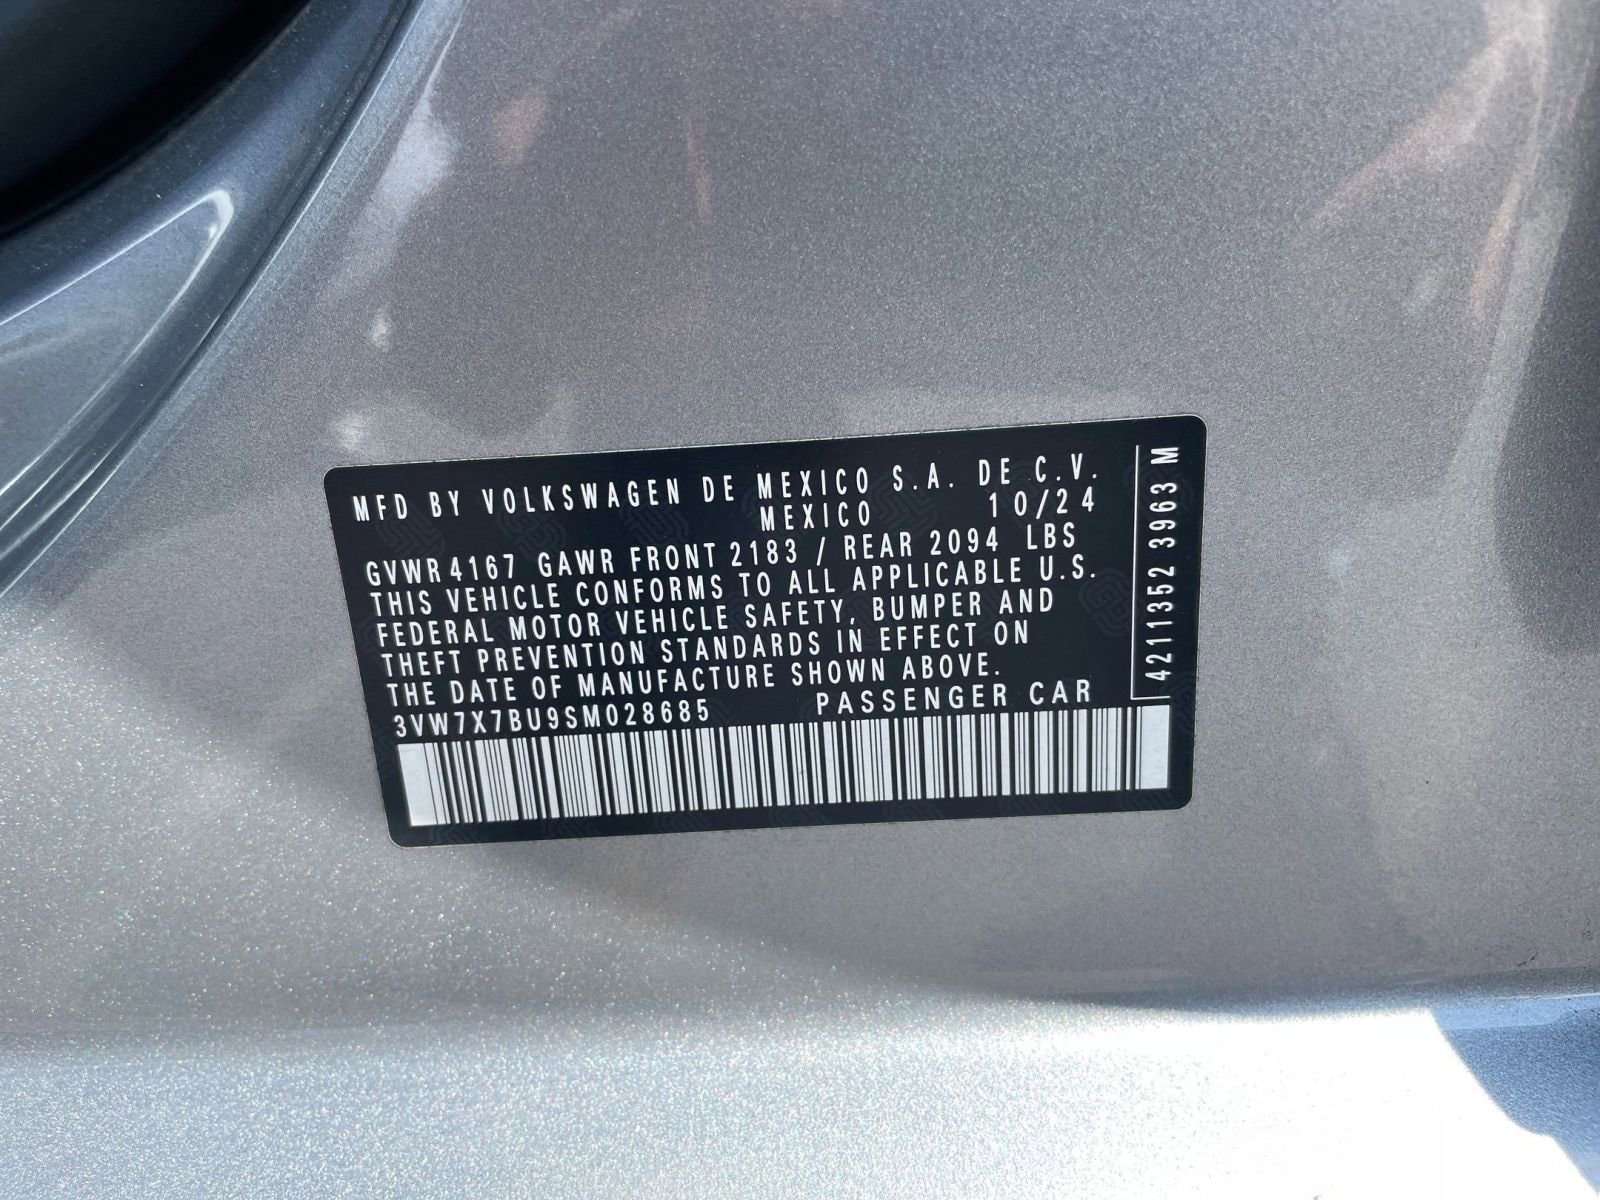 MFD BY VOLKSWAGEN DE MEXICO S.A. DE C.V.
MEXICO 10/24
GVWR 4167 GAWR FRONT 2183 / REAR 2094 LBS
THIS VEHICLE CONFORMS TO ALL APPLICABLE U.S.
FEDERAL MOTOR VEHICLE SAFETY, BUMPER AND
THEFT PREVENTION STANDARDS IN EFFECT ON
THE DATE OF MANUFACTURE SHOWN ABOVE.
3VW7X7BU9SM028685 PASSENGER CAR
4211352 3963 M